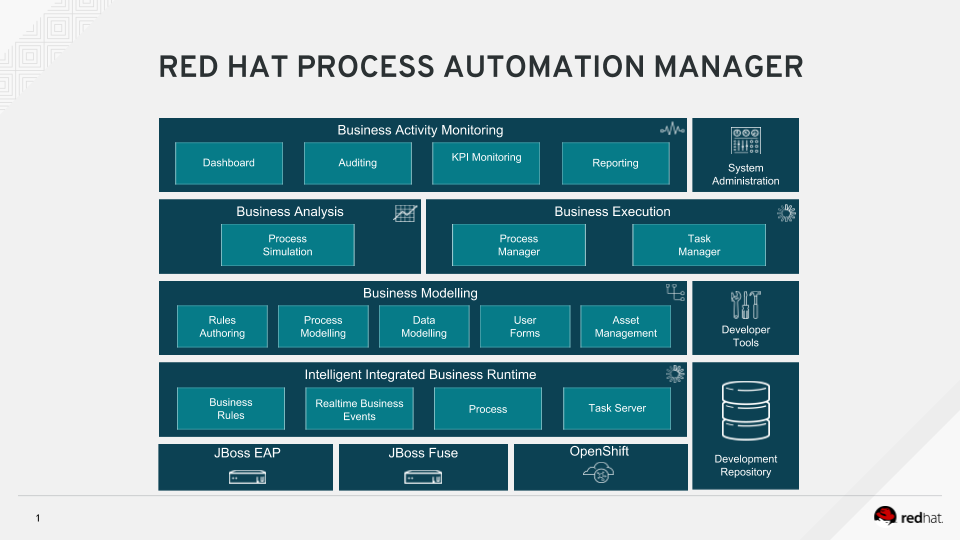 RED HAT PROCESS AUTOMATION MANAGER
Business Activity Monitoring
Dashboard
Auditing
KPI Monitoring
Reporting
System
Administration
Business Analysis
Process
Simulation
Business Execution
Process
Manager
Task
Manager
Business Modelling
Rules
Authoring
Process
Modelling
Data
Modelling
User
Forms
Asset
Management
Developer
Tools
Intelligent Integrated Business Runtime
Business
Rules
Realtime Business
Events
Process
Task Server
Development
Repository
JBoss EAP
JBoss Fuse
OpenShift
1
redhat.